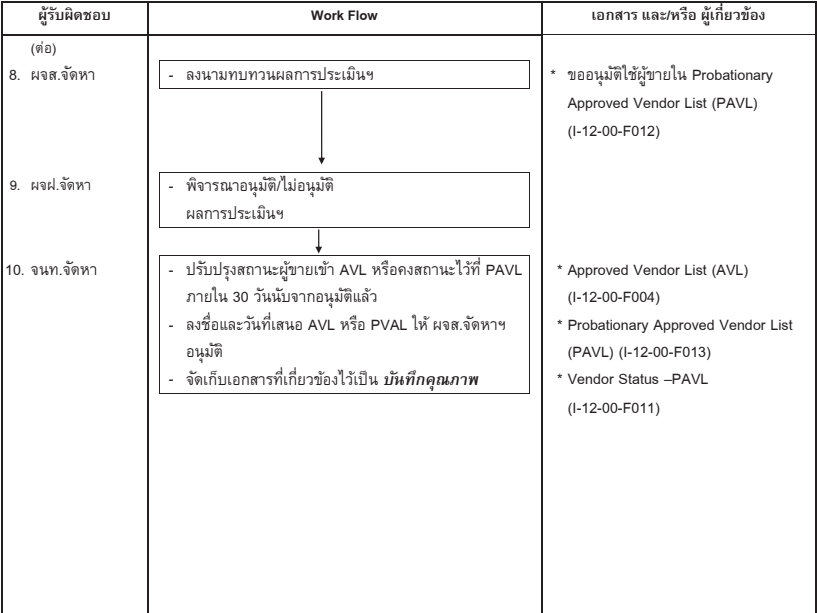 ผู้รับผิดชอบ
Work Flow
เอกสาร และ/หรือ ผู้เกี่ยวข้อง
(ต่อ)
8. ผจส.จัดหา
- ลงนามทบทวนผลการประเมินฯ
* ขออนุมัติใช้ผู้ขายใน Probationary
Approved Vendor List (PAVL)
(I-12-00-F012)
9. ผจฝ.จัดหา
- พิจารณาอนุมัติ/ไม่อนุมัติ
ผลการประเมินฯ
10. จนท.จัดหา
- ปรับปรุงสถานะผู้ขายเข้า AVL หรือคงสถานะไว้ที่ PAVL
ภายใน 30 วันนับจากอนุมัติแล้ว
- ลงชื่อและวันที่เสนอ AVL หรือ PVAL ให้ ผจส.จัดหาฯ
อนุมัติ
- จัดเก็บเอกสารที่เกี่ยวข้องไว้เป็น บันทึกคุณภาพ
* Approved Vendor List (AVL)
(I-12-00-F004)
* Probationary Approved Vendor List
(PAVL) (I-12-00-F013)
* Vendor Status –PAVL
(I-12-00-F011)